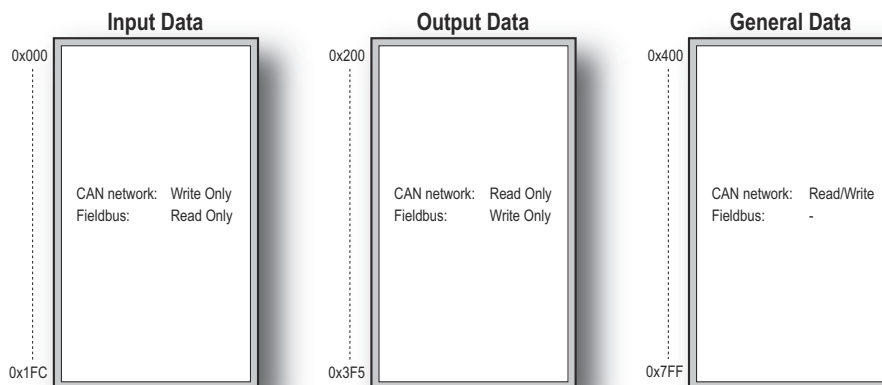 Input Data
0x000
CAN network: Write Only
Fieldbus: Read Only
0x1FC
Output Data
0x200
CAN network: Read Only
Fieldbus: Write Only
0x3F5
General Data
0x400
CAN network: Read/Write
Fieldbus: -
0x7FF